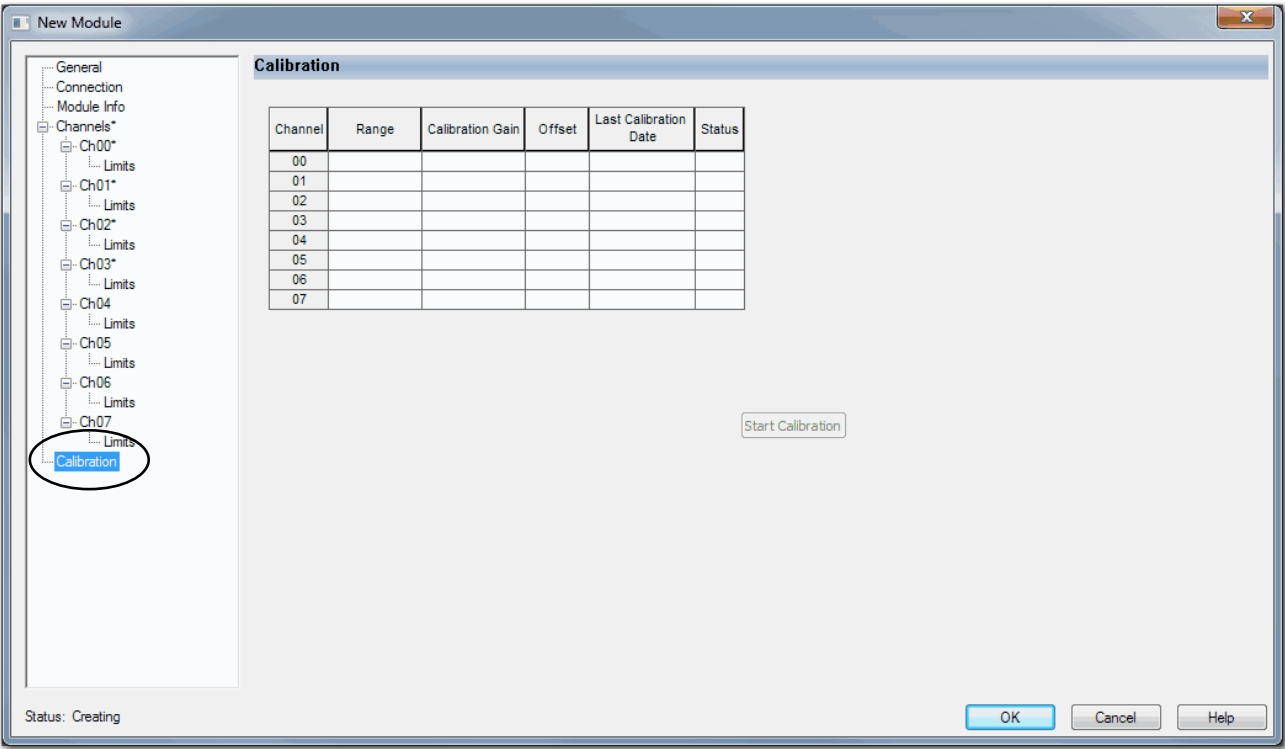 New Module
General
Connection
Module Info
Channels*
Ch00*
Limits
Ch01*
Limits
Ch02*
Limits
Ch03*
Limits
Ch04
Limits
Ch05
Limits
Ch06
Limits
Ch07
Limits
Calibration
Calibration
Channel Range Calibration Gain Offset Last Calibration Date Status
00
01
02
03
04
05
06
07
Start Calibration
Status: Creating
OK Cancel Help